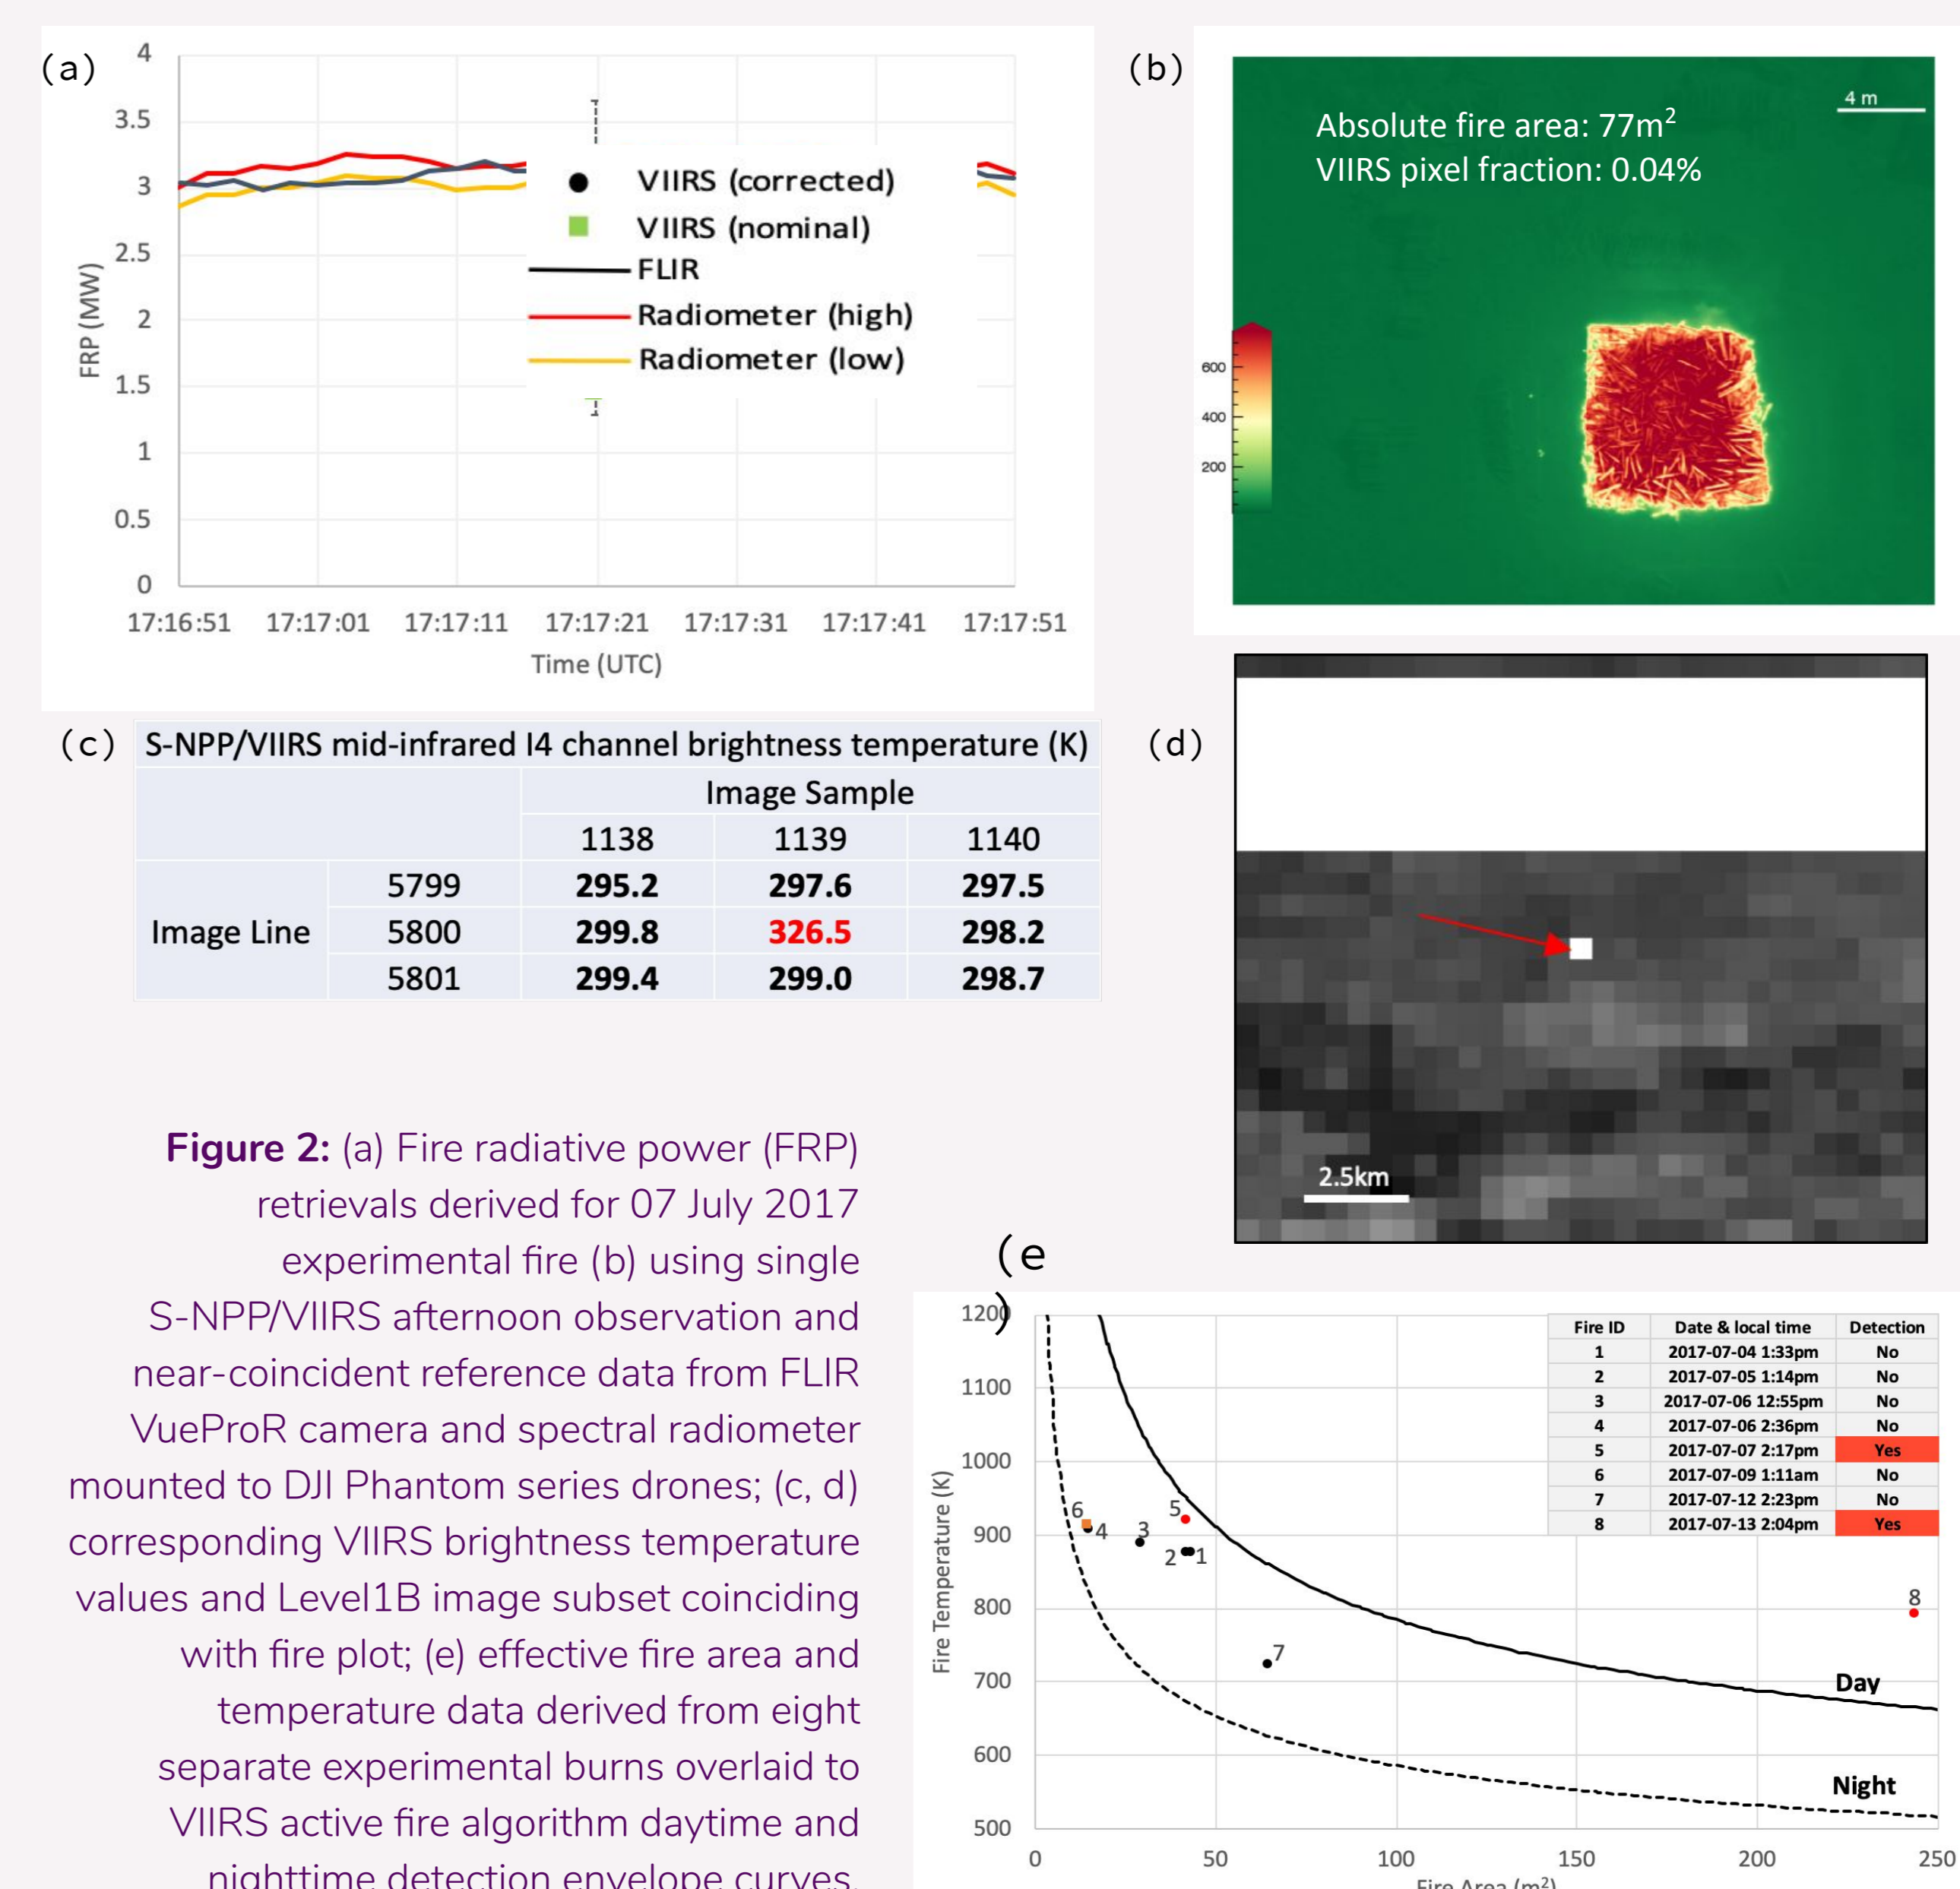 (a)
4
3.5
3
2.5
2
1.5
1
0.5
0
FRP (MW)
VIIRS (corrected)
VIIRS (nominal)
FLIR
Radiometer (high)
Radiometer (low)
17:16:51 17:17:01 17:17:11 17:17:21 17:17:31 17:17:41 17:17:51
Time (UTC)
(b)
4 m
Absolute fire area: 77m²
VIIRS pixel fraction: 0.04%
600
400
200
(c)
S-NPP/VIIRS mid-infrared I4 channel brightness temperature (K)
Image Sample
1138 1139 1140
5799 295.2 297.6 297.5
Image Line 5800 299.8 326.5 298.2
5801 299.4 299.0 298.7
(d)
2.5km
Figure 2: (a) Fire radiative power (FRP)
retrievals derived for 07 July 2017
experimental fire (b) using single
S-NPP/VIIRS afternoon observation and
near-coincident reference data from FLIR
VueProR camera and spectral radiometer
mounted to DJI Phantom series drones; (c, d)
corresponding VIIRS brightness temperature
values and Level1B image subset coinciding
with fire plot; (e) effective fire area and
temperature data derived from eight
separate experimental burns overlaid to
VIIRS active fire algorithm daytime and
nighttime detection envelope curves.
(e
)
1200
1100
1000
900
800
700
600
500
Fire Temperature (K)
Fire ID Date & local time Detection
1 2017-07-04 1:33pm No
2 2017-07-05 1:14pm No
3 2017-07-06 12:55pm No
4 2017-07-06 2:36pm No
5 2017-07-07 2:17pm Yes
6 2017-07-09 1:11am No
7 2017-07-12 2:23pm No
8 2017-07-13 2:04pm Yes
6
4
3
5
2
1
7
8
Day
Night
0 50 100 150 200 250
Fire Area (m²)